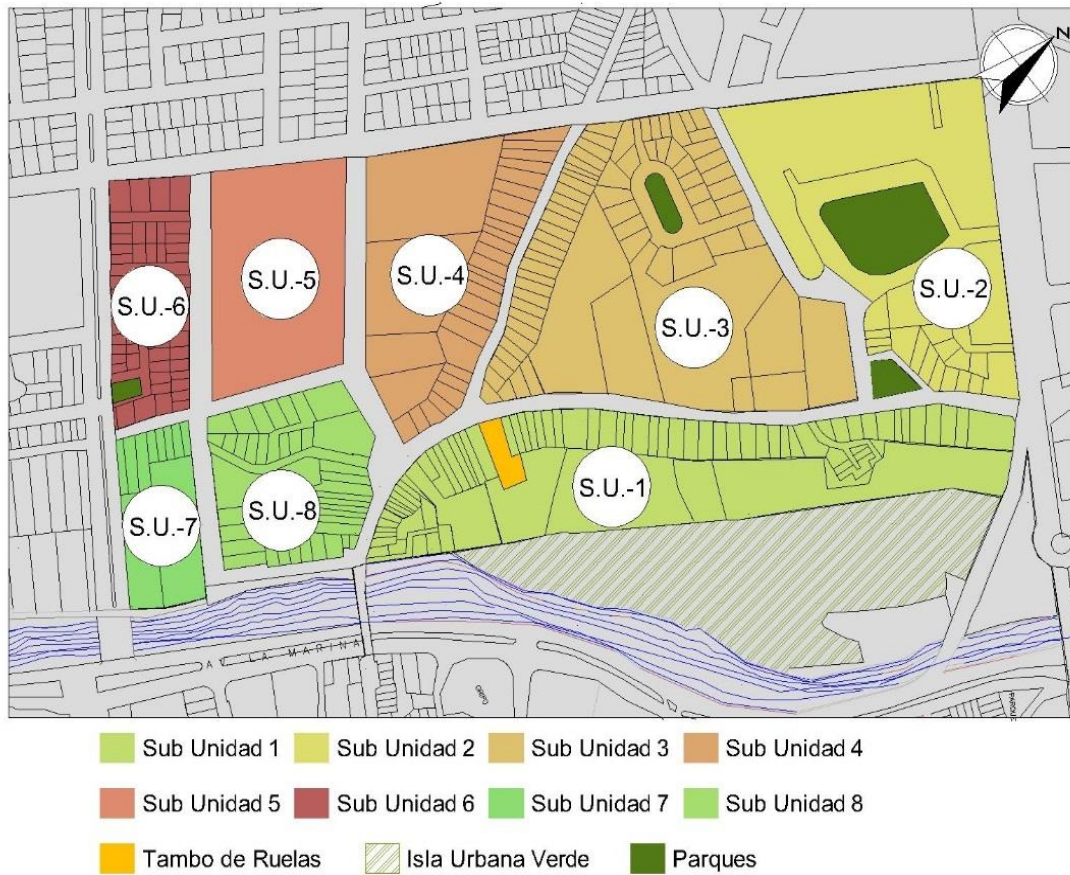 N
S.U.-6
S.U.-5
S.U.-4
S.U.-3
S.U.-2
S.U.-7
S.U.-8
S.U.-1
AV. LA MARINA
PARQUE
Sub Unidad 1
Sub Unidad 2
Sub Unidad 3
Sub Unidad 4
Sub Unidad 5
Sub Unidad 6
Sub Unidad 7
Sub Unidad 8
Tambo de Ruelas
Isla Urbana Verde
Parques